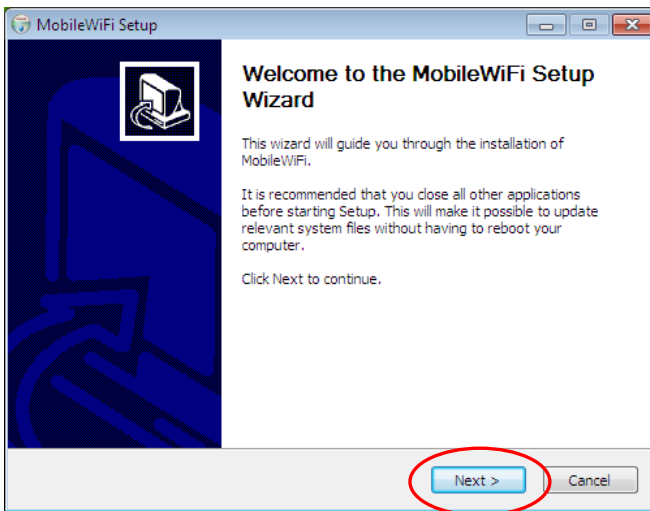 MobileWiFi Setup
Welcome to the MobileWiFi Setup
Wizard
This wizard will guide you through the installation of
MobileWiFi.
It is recommended that you close all other applications
before starting Setup. This will make it possible to update
relevant system files without having to reboot your
computer.
Click Next to continue.
Next >
Cancel